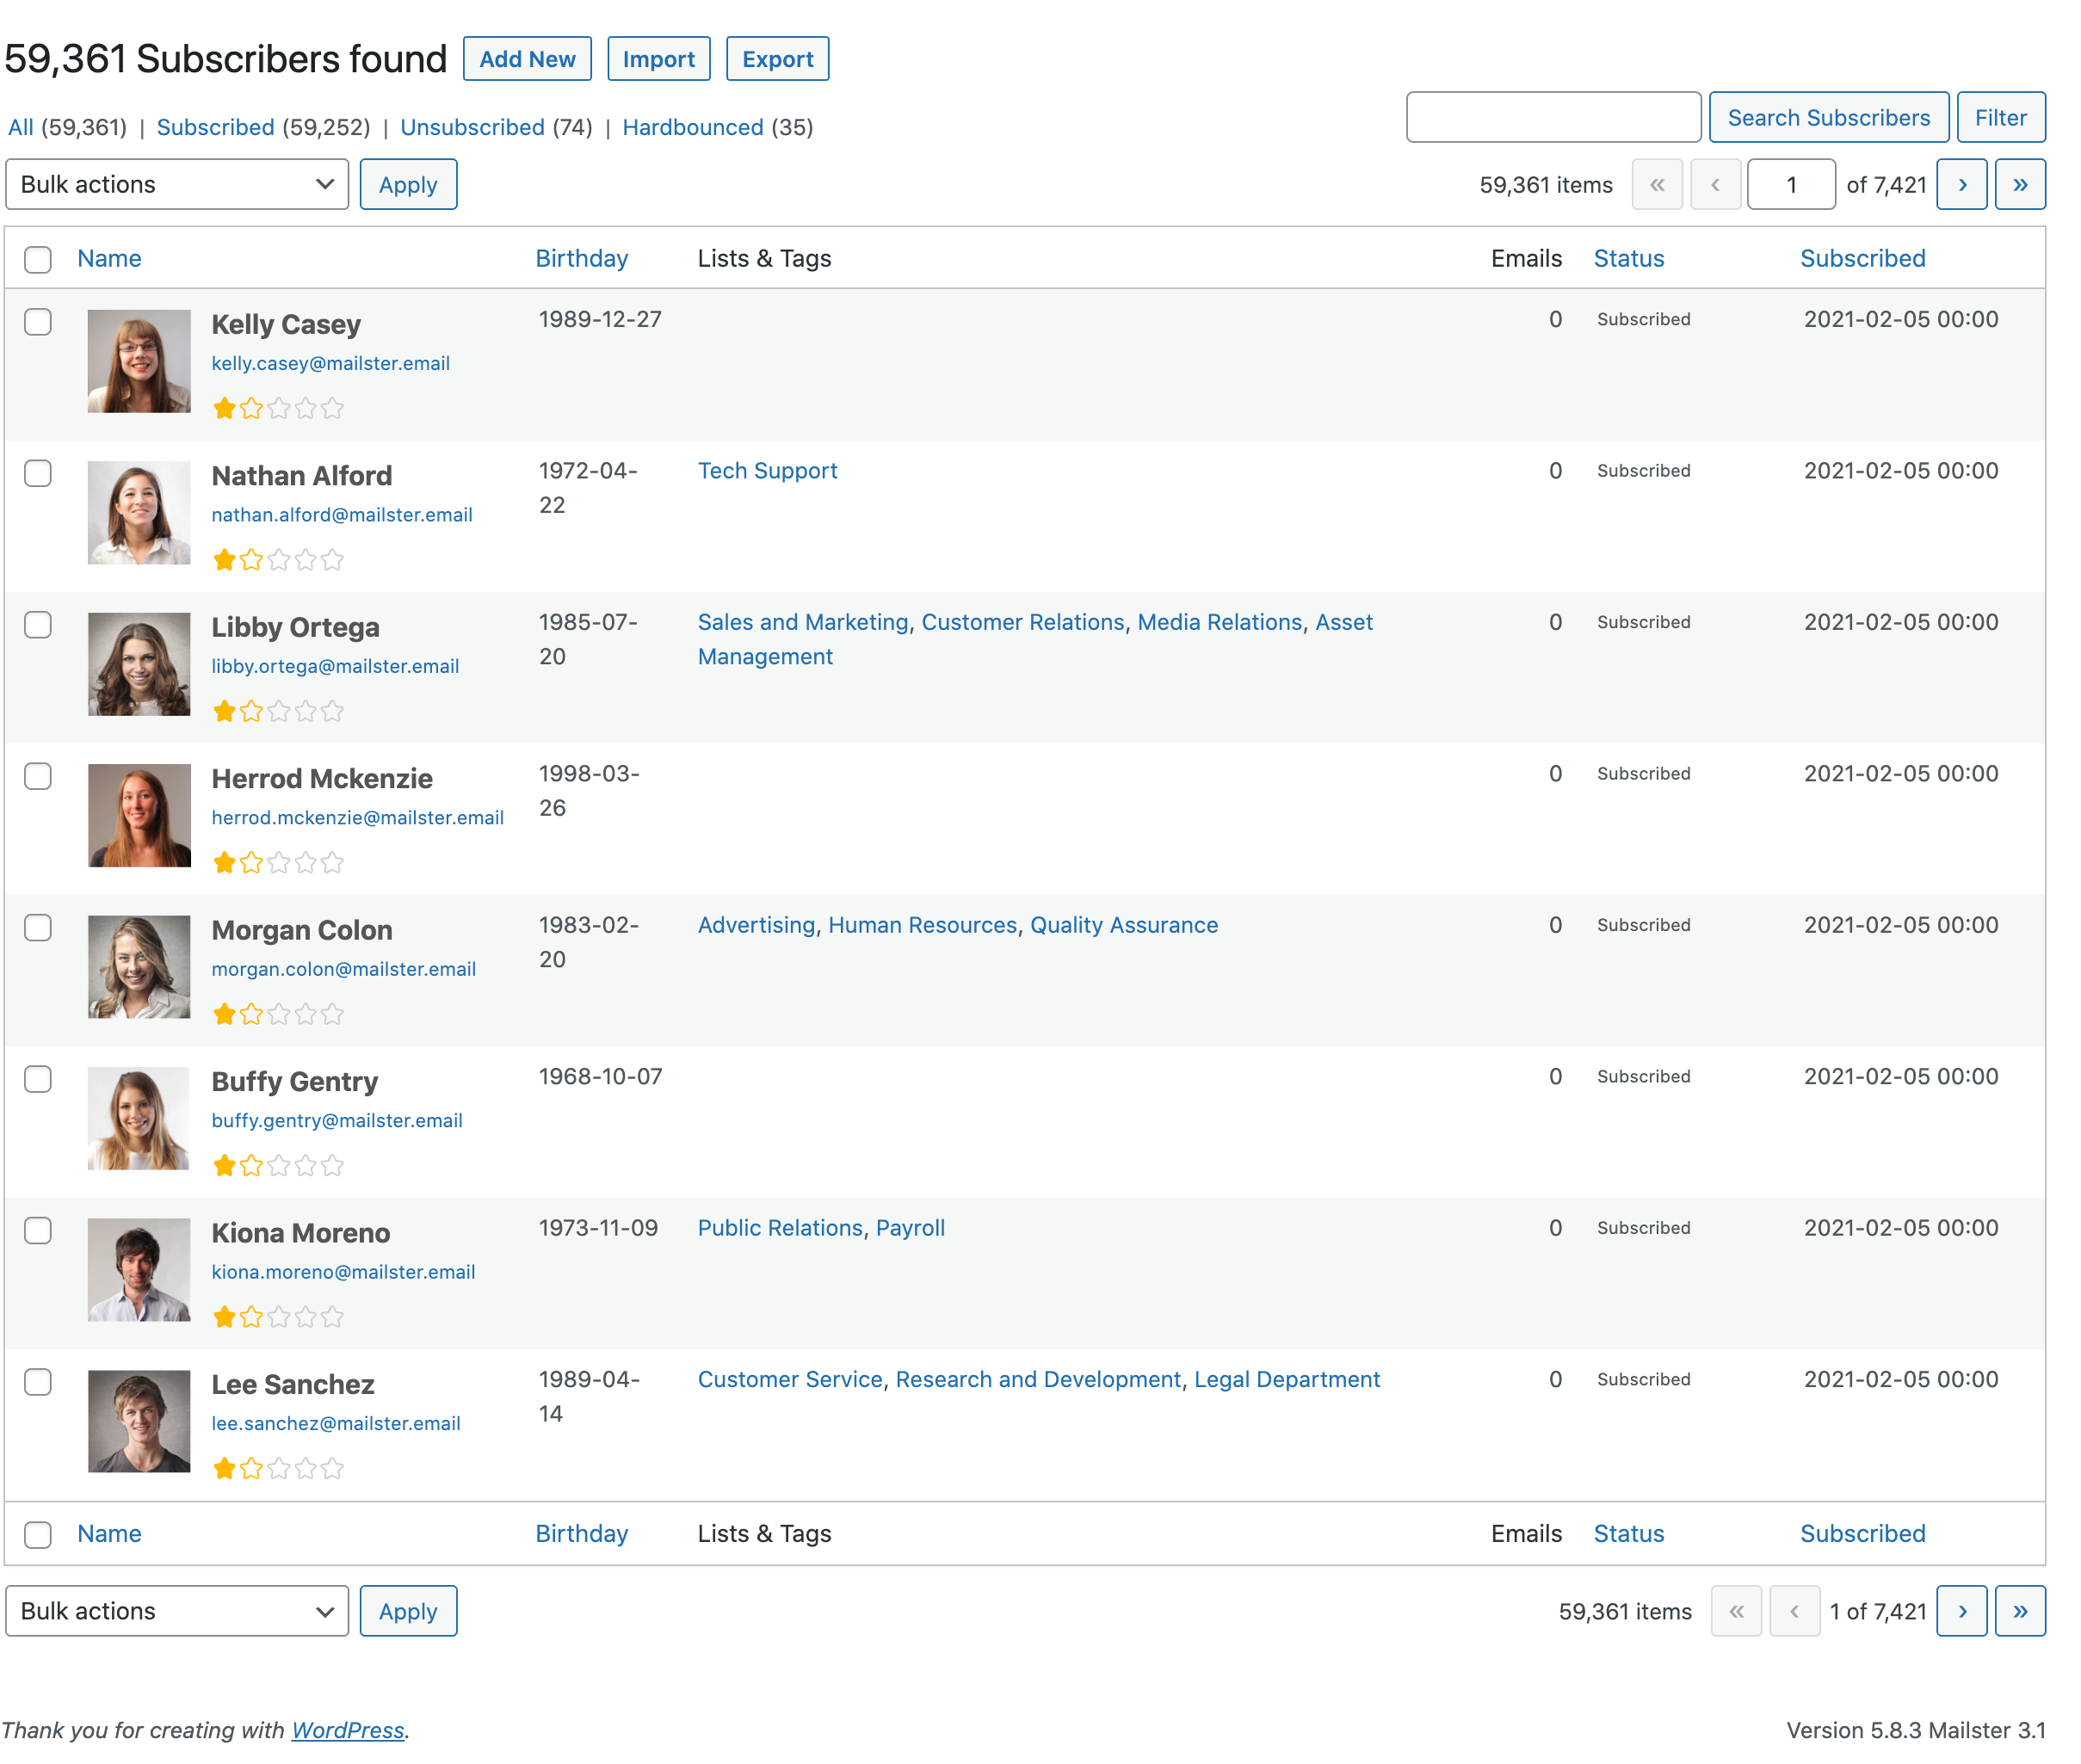 59,361 Subscribers found Add New Import Export
All (59,361) | Subscribed (59,252) | Unsubscribed (74) | Hardbounced (35)
Search Subscribers Filter
Bulk actions Apply
59,361 items « ‹ 1 of 7,421 › »
Name Birthday Lists & Tags Emails Status Subscribed
Kelly Casey 1989-12-27 0 Subscribed 2021-02-05 00:00
kelly.casey@mailster.email
Nathan Alford 1972-04- Tech Support 0 Subscribed 2021-02-05 00:00
22
nathan.alford@mailster.email
Libby Ortega 1985-07- Sales and Marketing, Customer Relations, Media Relations, Asset 0 Subscribed 2021-02-05 00:00
20 Management
libby.ortega@mailster.email
Herrod Mckenzie 1998-03- 0 Subscribed 2021-02-05 00:00
26
herrod.mckenzie@mailster.email
Morgan Colon 1983-02- Advertising, Human Resources, Quality Assurance 0 Subscribed 2021-02-05 00:00
20
morgan.colon@mailster.email
Buffy Gentry 1968-10-07 0 Subscribed 2021-02-05 00:00
buffy.gentry@mailster.email
Kiona Moreno 1973-11-09 Public Relations, Payroll 0 Subscribed 2021-02-05 00:00
kiona.moreno@mailster.email
Lee Sanchez 1989-04- Customer Service, Research and Development, Legal Department 0 Subscribed 2021-02-05 00:00
14
lee.sanchez@mailster.email
Name Birthday Lists & Tags Emails Status Subscribed
Bulk actions Apply 59,361 items « ‹ 1 of 7,421 › »
Thank you for creating with WordPress. Version 5.8.3 Mailster 3.1